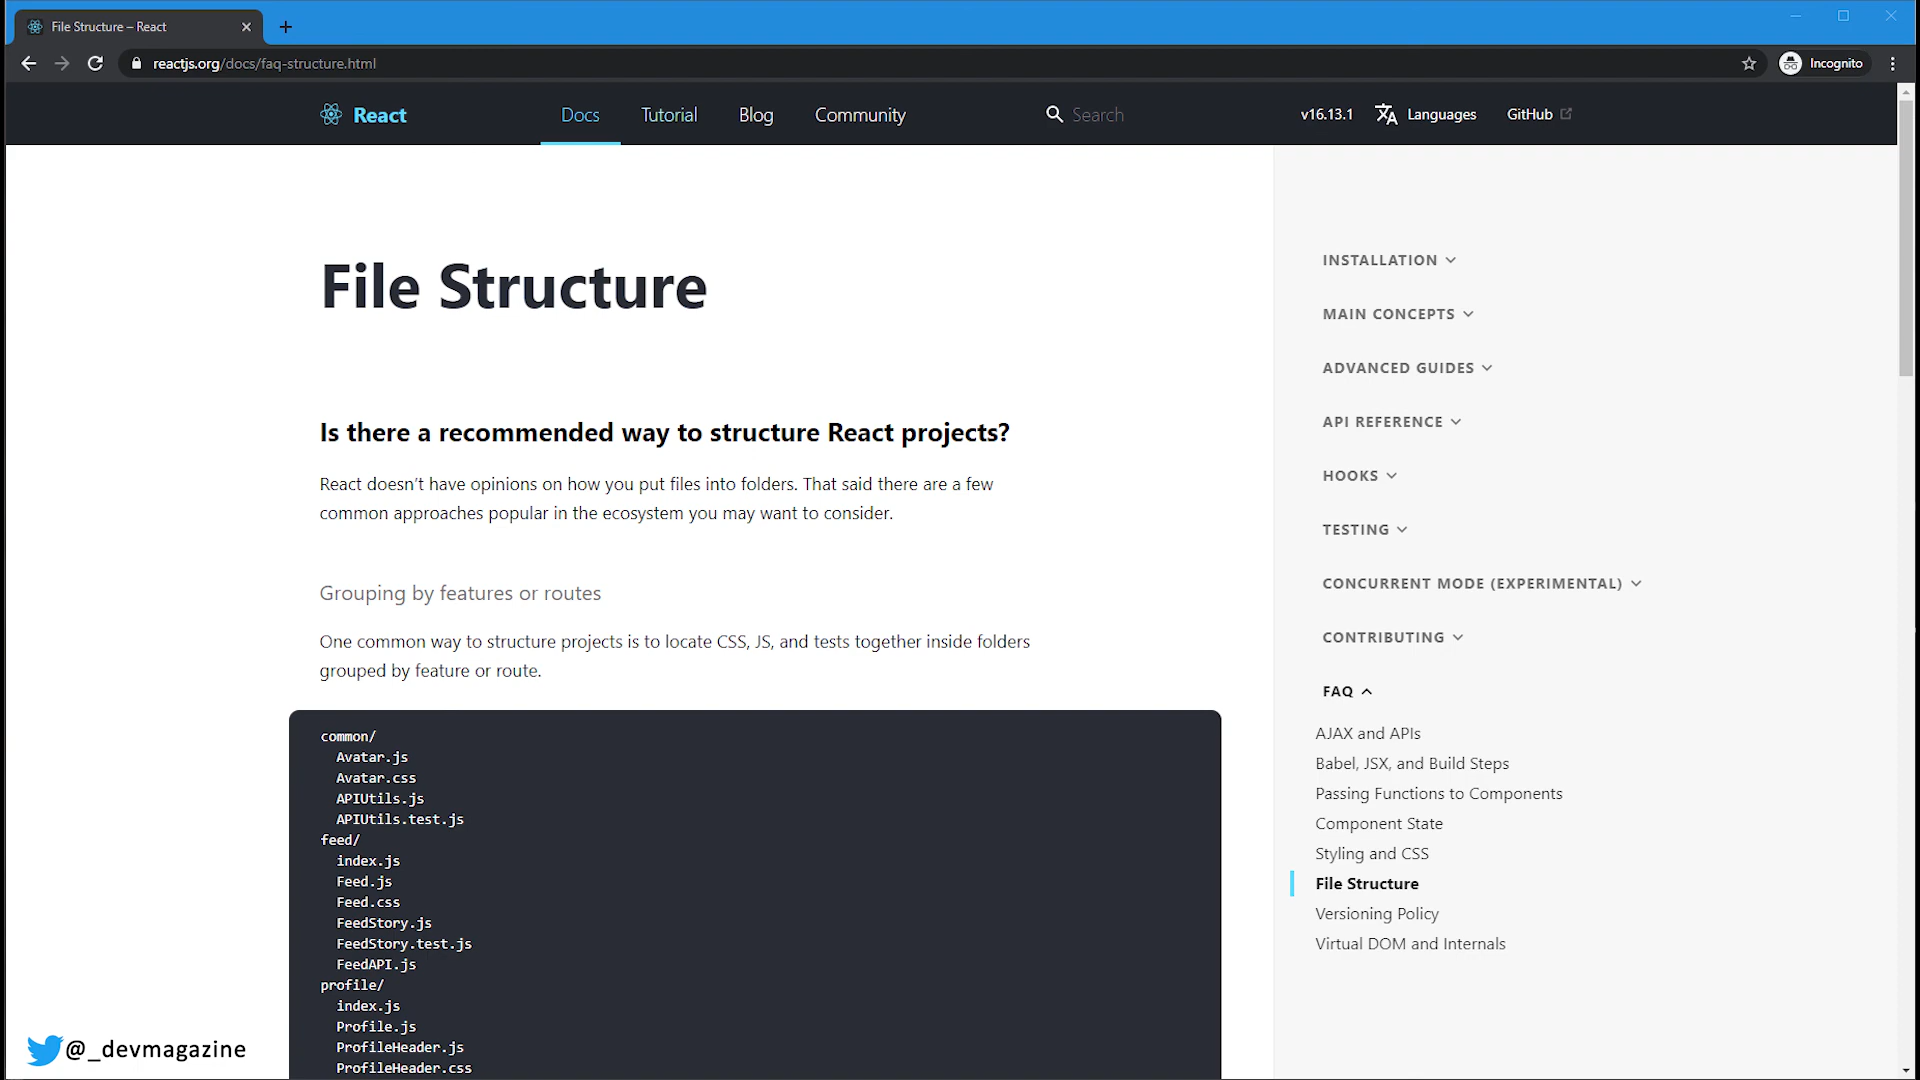 File Structure – React
reactjs.org/docs/faq-structure.html
Incognito
React
Docs
Tutorial
Blog
Community
Search
v16.13.1
Languages
GitHub
File Structure
Is there a recommended way to structure React projects?
React doesn’t have opinions on how you put files into folders. That said there are a few
common approaches popular in the ecosystem you may want to consider.
Grouping by features or routes
One common way to structure projects is to locate CSS, JS, and tests together inside folders
grouped by feature or route.
common/
Avatar.js
Avatar.css
APIUtils.js
APIUtils.test.js
feed/
index.js
Feed.js
Feed.css
FeedStory.js
FeedStory.test.js
FeedAPI.js
profile/
index.js
Profile.js
ProfileHeader.js
ProfileHeader.css
INSTALLATION
MAIN CONCEPTS
ADVANCED GUIDES
API REFERENCE
HOOKS
TESTING
CONCURRENT MODE (EXPERIMENTAL)
CONTRIBUTING
FAQ
AJAX and APIs
Babel, JSX, and Build Steps
Passing Functions to Components
Component State
Styling and CSS
File Structure
Versioning Policy
Virtual DOM and Internals
@_devmagazine